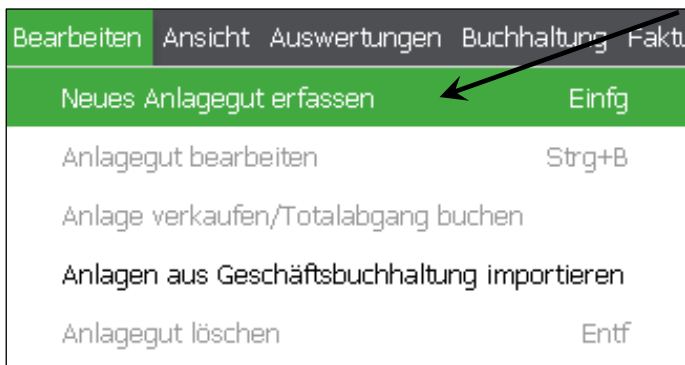 Bearbeiten Ansicht Auswertungen Buchhaltung Faktu
Neues Anlagegut erfassen Einfg
Anlagegut bearbeiten Strg+B
Anlage verkaufen/Totalabgang buchen
Anlagen aus Geschäftsbuchhaltung importieren
Anlagegut löschen Entf